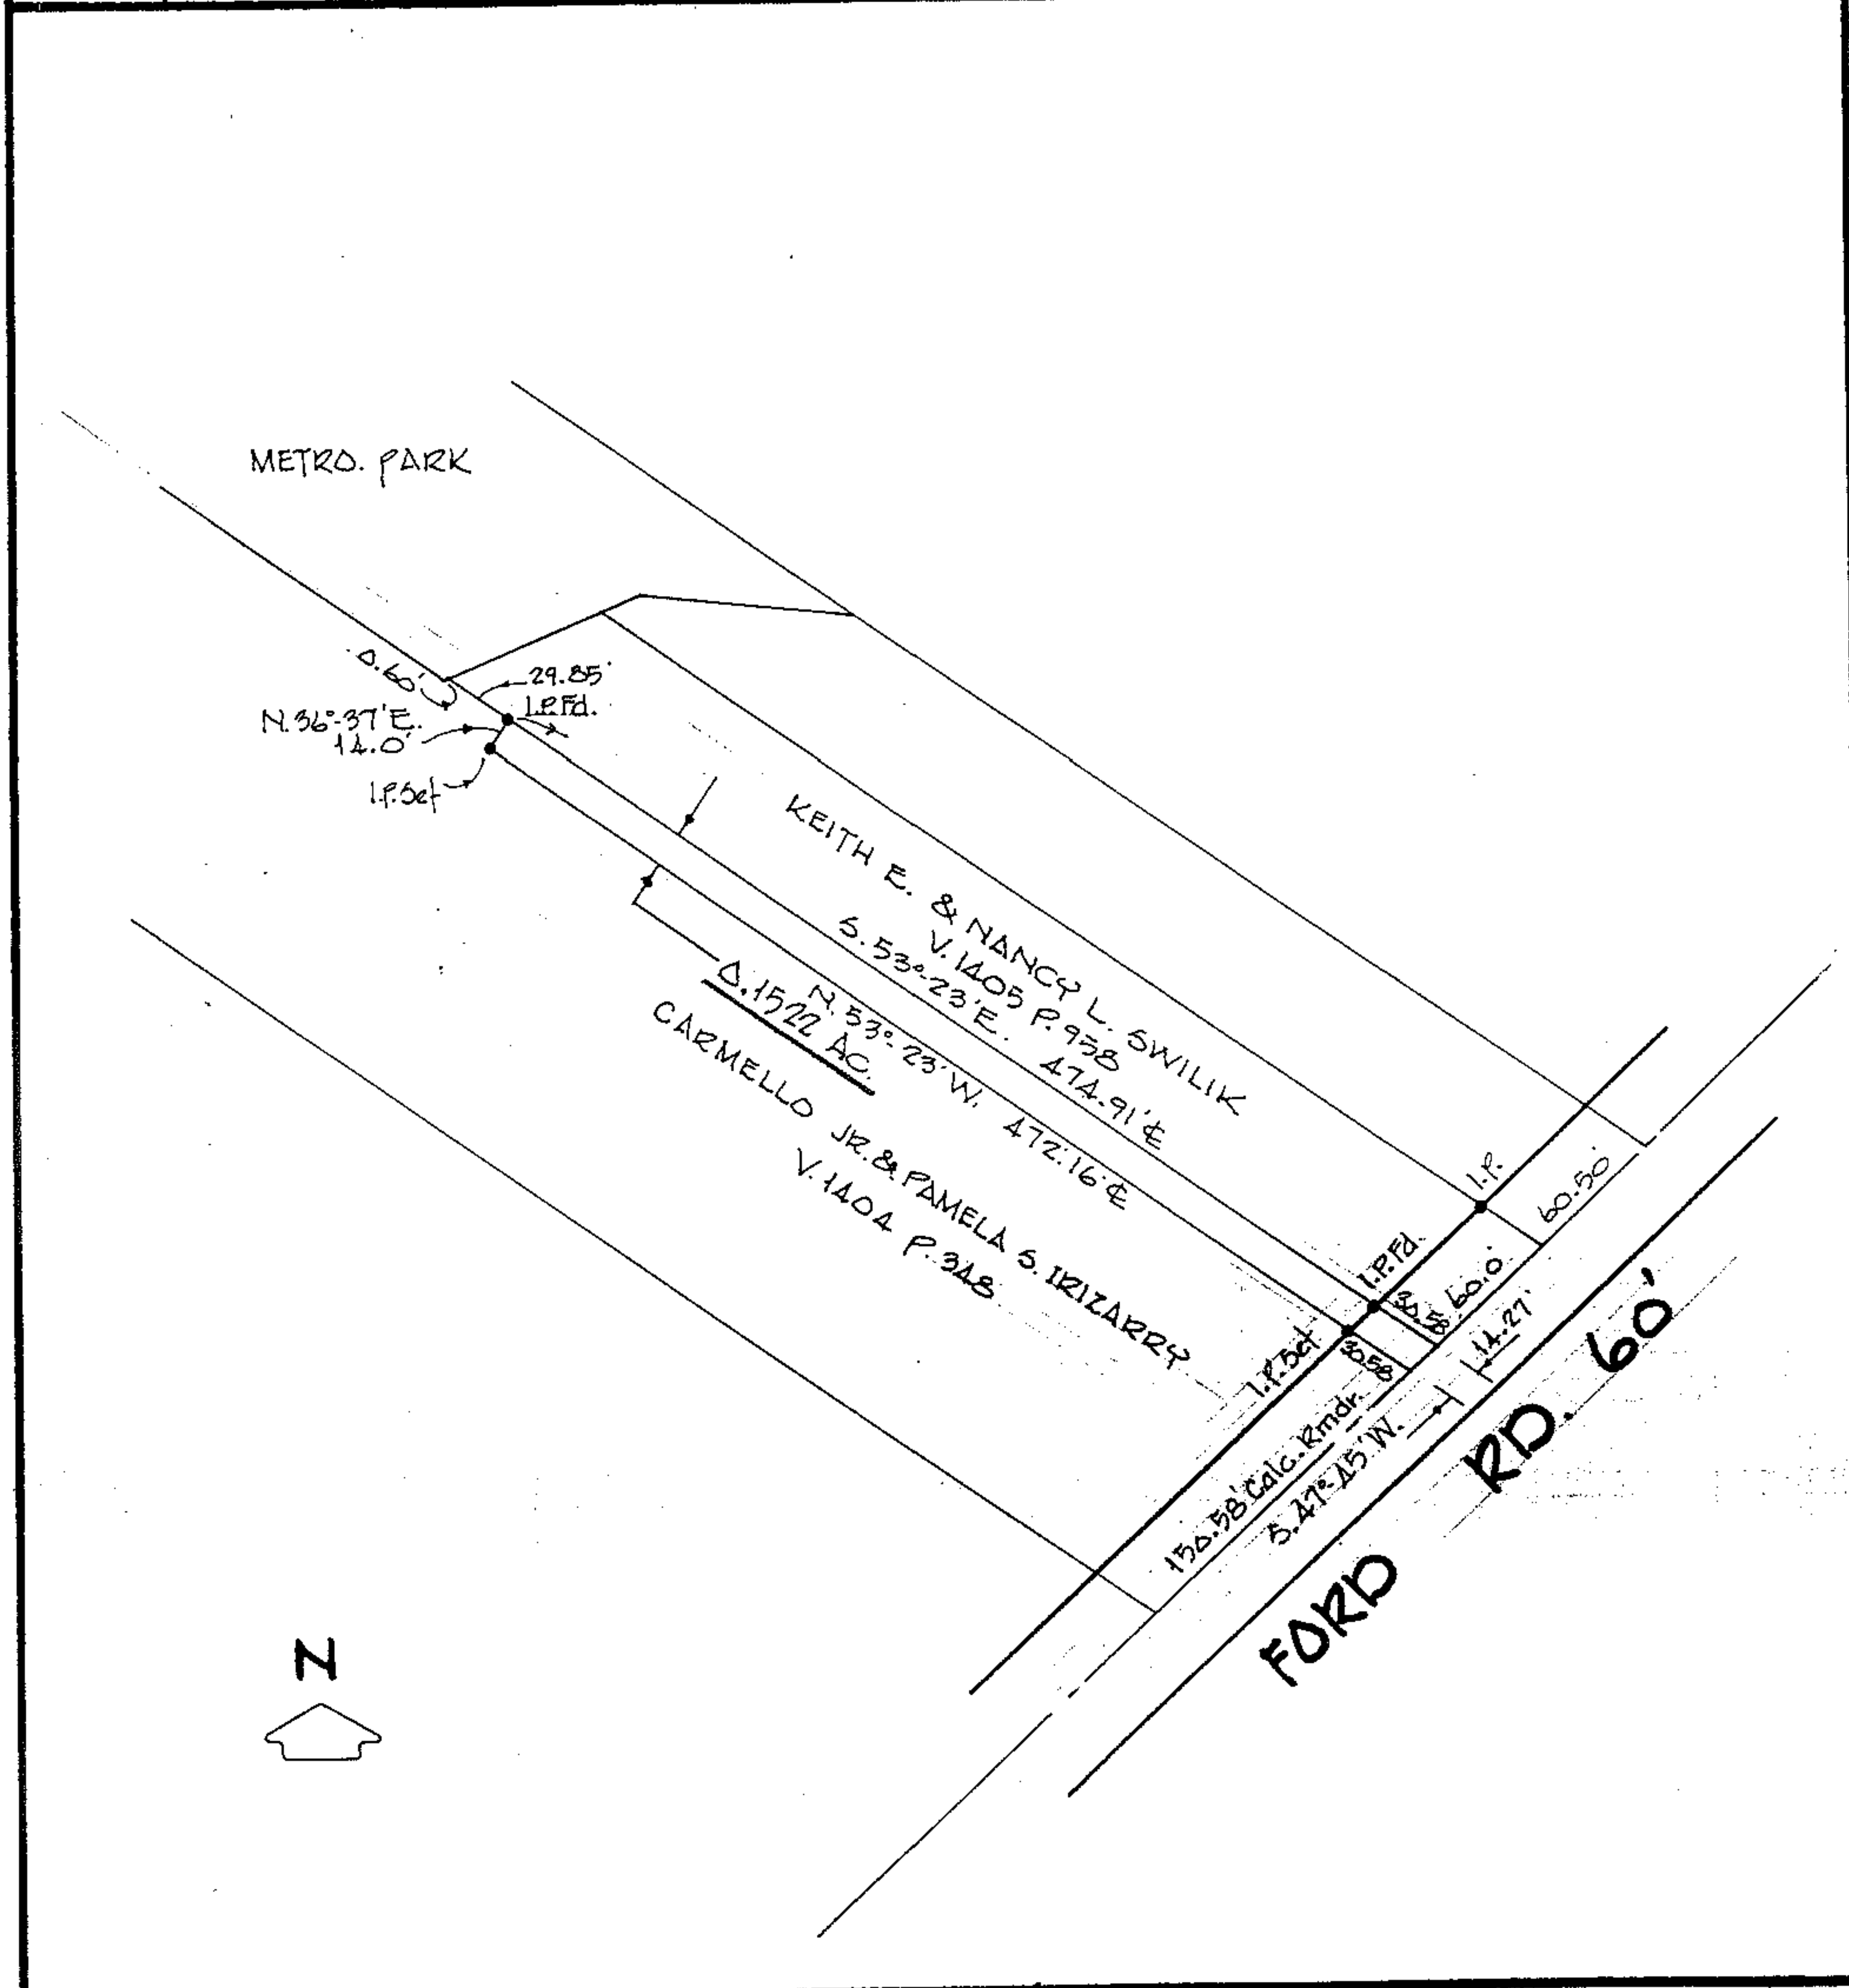 METRO. PARK
0.60'
29.85'
I.P.Fd.
N.36°-37'E.
14.0'
I.P.Set
KEITH E. & NANCY L. SWILIK
V.1405 P.958
S.53°-23'E. 474.91'℄
N.53°-23'W. 472.16'℄
0.1522 AC.
CARMELLO JR. & PAMELA S. IRIZARRY
V.1404 P.348
I.P.
60.50'
I.P.Fd.
30.58
60.0'
I.P.Set
30.58
14.27'
150.58' Calc. Rmdr.
S.47°-45'W.
FORD RD. 60'
N